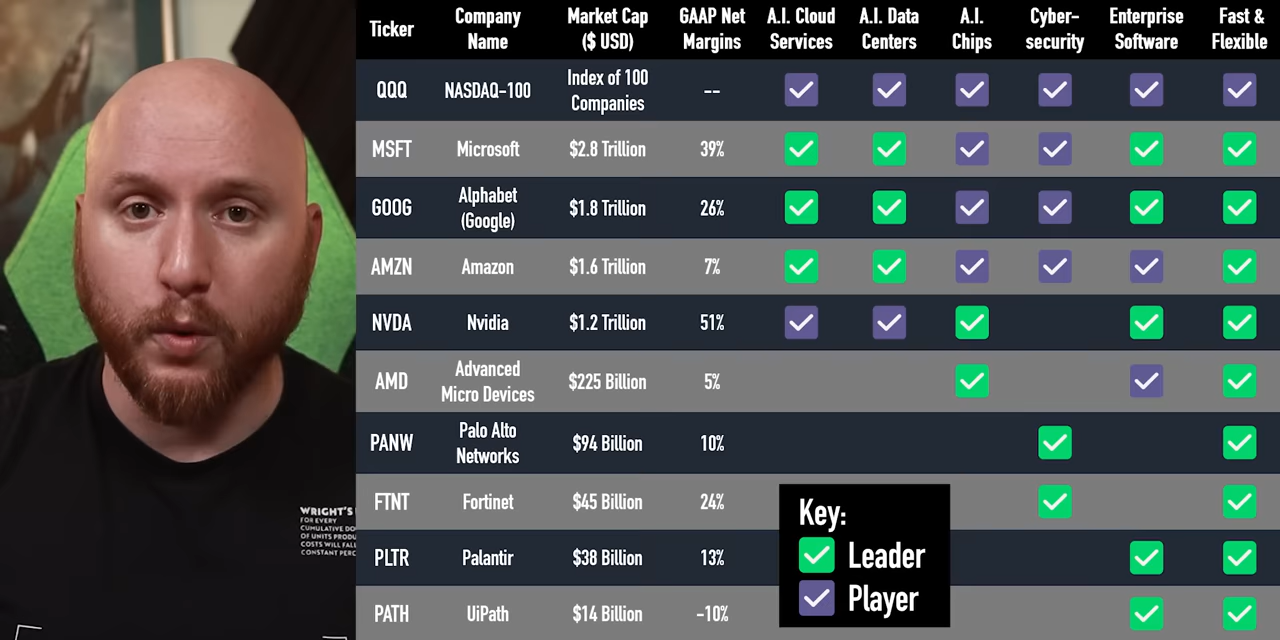 Ticker
Company Name
Market Cap ($ USD)
GAAP Net Margins
A.I. Cloud Services
A.I. Data Centers
A.I. Chips
Cyber-security
Enterprise Software
Fast & Flexible
QQQ NASDAQ-100 Index of 100 Companies --
MSFT Microsoft $2.8 Trillion 39%
GOOG Alphabet (Google) $1.8 Trillion 26%
AMZN Amazon $1.6 Trillion 7%
NVDA Nvidia $1.2 Trillion 51%
AMD Advanced Micro Devices $225 Billion 5%
PANW Palo Alto Networks $94 Billion 10%
FTNT Fortinet $45 Billion 24%
PLTR Palantir $38 Billion 13%
PATH UiPath $14 Billion -10%
Key:
Leader
Player
WRIGHT'S
FOR EVERY
CUMULATIVE
OF UNITS
COSTS WILL
CONSTANT